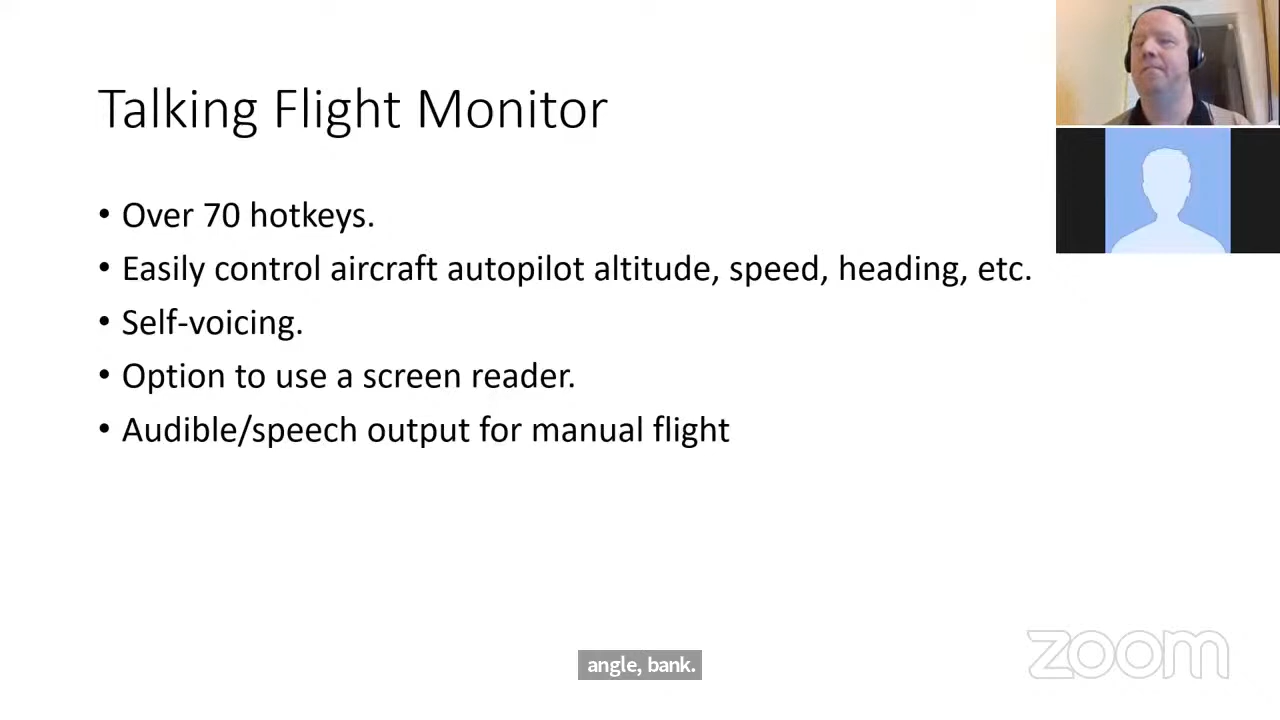 Talking Flight Monitor
• Over 70 hotkeys.
• Easily control aircraft autopilot altitude, speed, heading, etc.
• Self-voicing.
• Option to use a screen reader.
• Audible/speech output for manual flight
angle, bank.
zoom